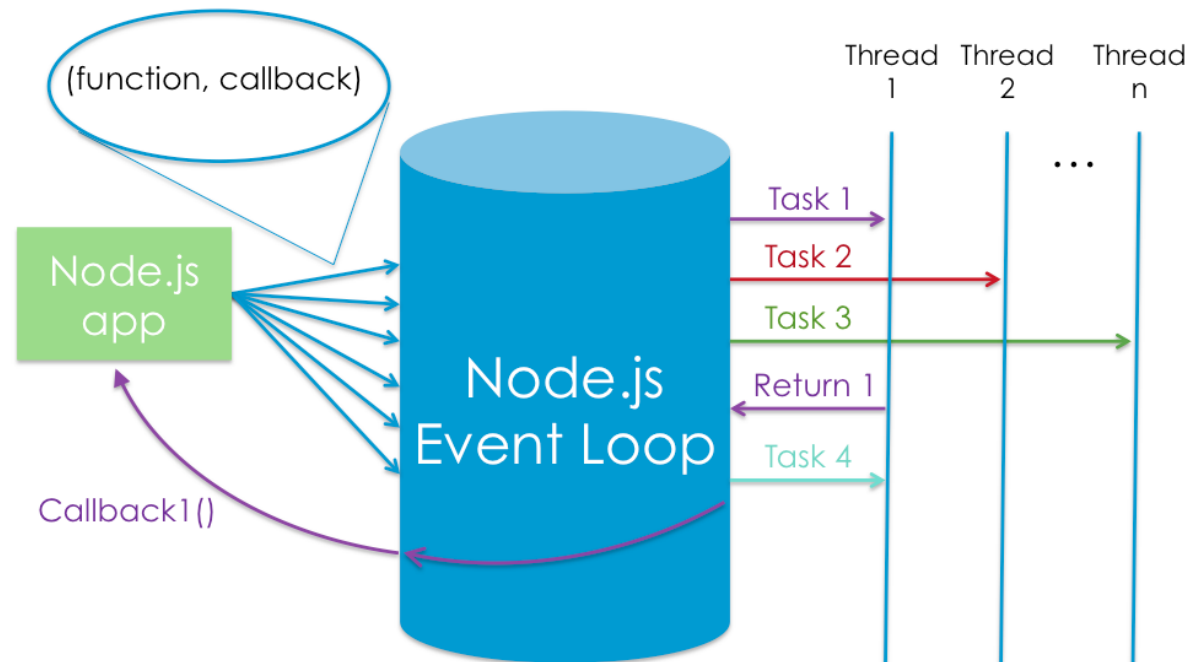 (function, callback)
Thread
1
Thread
2
...
Thread
n
Node.js
app
Node.js
Event Loop
Task 1
Task 2
Task 3
Return 1
Task 4
Callback1()